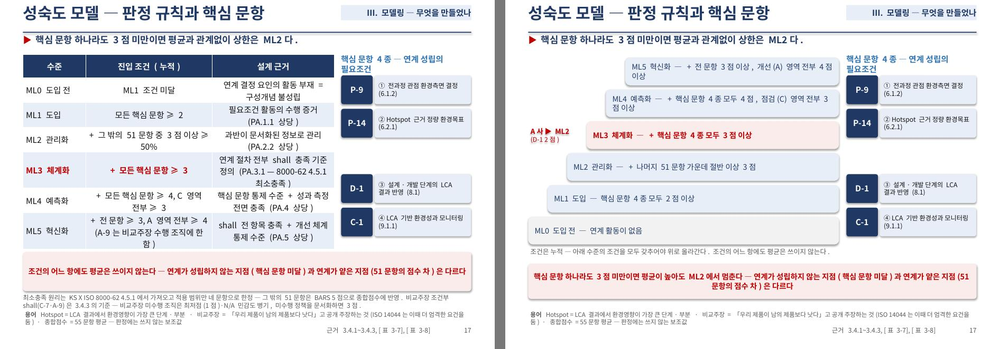 성숙도 모델 — 판정 규칙과 핵심 문항
III. 모델링 — 무엇을 만들었나
▶ 핵심 문항 하나라도 3 점 미만이면 평균과 관계없이 상한은 ML2 다 .
수준 진입 조건 ( 누적 ) 설계 근거
ML0 도입 전 ML1 조건 미달 연계 결정 요인의 활동 부재 =
구성개념 불성립
ML1 도입 모든 핵심 문항 ≥ 2 필요조건 활동의 수행 증거
(PA.1.1 상당 )
ML2 관리화 + 그 밖의 51 문항 중 3 점 이상 ≥
50%
과반이 문서화된 정보로 관리
(PA.2.2 상당 )
ML3 체계화 + 모든 핵심 문항 ≥ 3 연계 절차 전부 shall 충족 기준
정의 (PA.3.1 — 8000-62 4.5.1
최소충족 )
ML4 예측화 + 모든 핵심 문항 ≥ 4, C 영역
전부 ≥ 3
핵심 문항 통제 수준 + 성과 측정
전면 충족 (PA.4 상당 )
ML5 혁신화 + 전 문항 ≥ 3, A 영역 전부 ≥ 4
(A-9 는 비교주장 수행 조직에 한
함 )
shall 전 항목 충족 + 개선 체계
통제 수준 (PA.5 상당 )
핵심 문항 4 종 — 연계 성립의
필요조건
P-9 ① 전과정 관점 환경측면 결정
(6.1.2)
P-14 ② Hotspot 근거 정량 환경목표
(6.2.1)
D-1 ③ 설계 · 개발 단계의 LCA
결과 반영 (8.1)
C-1 ④ LCA 기반 환경성과 모니터링
(9.1.1)
조건의 어느 항에도 평균은 쓰이지 않는다 — 연계가 성립하지 않는 지점 ( 핵심 문항 미달 ) 과 연계가 얕은 지점 (51 문항의 점수 차 ) 은 다르다
최소충족 원리는 KS X ISO 8000-62 4.5.1 에서 가져오고 적용 범위만 네 문항으로 한정 — 그 밖의 51 문항은 BARS 5 점으로 종합점수에 반영 . 비교주장 조건부
shall(C-7·A-9) 은 3.4.3 의 기준 — 비교주장 미수행 조직은 최저점 (1 점 )·N/A 민감도 병기 , 미수행 정책을 문서화하면 3 점 .
용어 Hotspot = LCA 결과에서 환경영향이 가장 큰 단계 · 부분 · 비교주장 = 「우리 제품이 남의 제품보다 낫다」고 공개 주장하는 것 (ISO 14044 는 이때 더 엄격한 요건을
둠 ) · 종합점수 = 55 문항 평균 — 판정에는 쓰지 않는 보조값
근거 3.4.1~3.4.3, [ 표 3-7], [ 표 3-8] 17
성숙도 모델 — 판정 규칙과 핵심 문항
III. 모델링 — 무엇을 만들었나
▶ 핵심 문항 하나라도 3 점 미만이면 평균과 관계없이 상한은 ML2 다 .
ML5 혁신화 — + 전 문항 3 점 이상 , 개선 (A) 영역 전부 4 점
이상
ML4 예측화 — + 핵심 문항 4 종 모두 4 점 , 점검 (C) 영역 전부 3
점 이상
A 사 ▶ ML2
(D-1 2 점 )
ML3 체계화 — + 핵심 문항 4 종 모두 3 점 이상
ML2 관리화 — + 나머지 51 문항 가운데 절반 이상 3 점
ML1 도입 — 핵심 문항 4 종 모두 2 점 이상
ML0 도입 전 — 연계 활동이 없음
조건은 누적 — 아래 수준의 조건을 모두 갖추어야 위로 올라간다 . 조건의 어느 항에도 평균은 쓰이지 않는다 .
핵심 문항 4 종 — 연계 성립의
필요조건
P-9 ① 전과정 관점 환경측면 결정
(6.1.2)
P-14 ② Hotspot 근거 정량 환경목표
(6.2.1)
D-1 ③ 설계 · 개발 단계의 LCA
결과 반영 (8.1)
C-1 ④ LCA 기반 환경성과 모니터링
(9.1.1)
핵심 문항 하나라도 3 점 미만이면 평균이 높아도 ML2 에서 멈춘다 — 연계가 성립하지 않는 지점 ( 핵심 문항 미달 ) 과 연계가 얕은 지점 (51
문항의 점수 차 ) 은 다르다
용어 Hotspot = LCA 결과에서 환경영향이 가장 큰 단계 · 부분 · 비교주장 = 「우리 제품이 남의 제품보다 낫다」고 공개 주장하는 것 (ISO 14044 는 이때 더 엄격한 요건을
둠 ) · 종합점수 = 55 문항 평균 — 판정에는 쓰지 않는 보조값
근거 3.4.1~3.4.3, [ 표 3-7], [ 표 3-8] 17